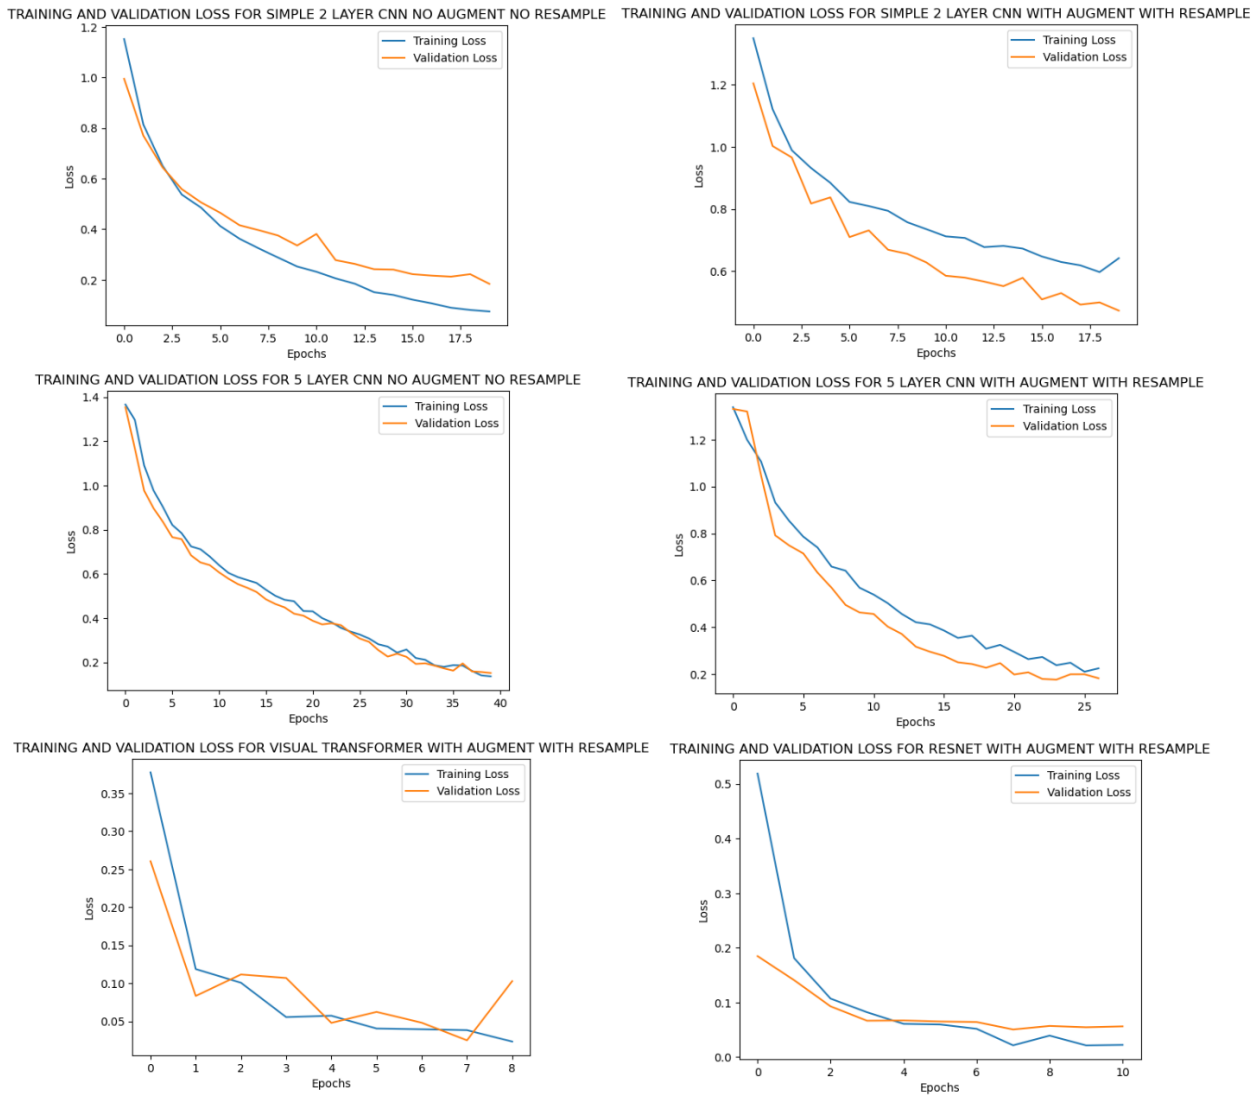 TRAINING AND VALIDATION LOSS FOR SIMPLE 2 LAYER CNN NO AUGMENT NO RESAMPLE
1.2
1.0
0.8
0.6
0.4
0.2
Loss
Training Loss
Validation Loss
0.0 2.5 5.0 7.5 10.0 12.5 15.0 17.5
Epochs
TRAINING AND VALIDATION LOSS FOR SIMPLE 2 LAYER CNN WITH AUGMENT WITH RESAMPLE
1.2
1.0
0.8
0.6
Loss
Training Loss
Validation Loss
0.0 2.5 5.0 7.5 10.0 12.5 15.0 17.5
Epochs
TRAINING AND VALIDATION LOSS FOR 5 LAYER CNN NO AUGMENT NO RESAMPLE
1.4
1.2
1.0
0.8
0.6
0.4
0.2
Loss
Training Loss
Validation Loss
0 5 10 15 20 25 30 35 40
Epochs
TRAINING AND VALIDATION LOSS FOR 5 LAYER CNN WITH AUGMENT WITH RESAMPLE
1.2
1.0
0.8
0.6
0.4
0.2
Loss
Training Loss
Validation Loss
0 5 10 15 20 25
Epochs
TRAINING AND VALIDATION LOSS FOR VISUAL TRANSFORMER WITH AUGMENT WITH RESAMPLE
0.35
0.30
0.25
0.20
0.15
0.10
0.05
Loss
Training Loss
Validation Loss
0 1 2 3 4 5 6 7 8
Epochs
TRAINING AND VALIDATION LOSS FOR RESNET WITH AUGMENT WITH RESAMPLE
0.5
0.4
0.3
0.2
0.1
0.0
Loss
Training Loss
Validation Loss
0 2 4 6 8 10
Epochs